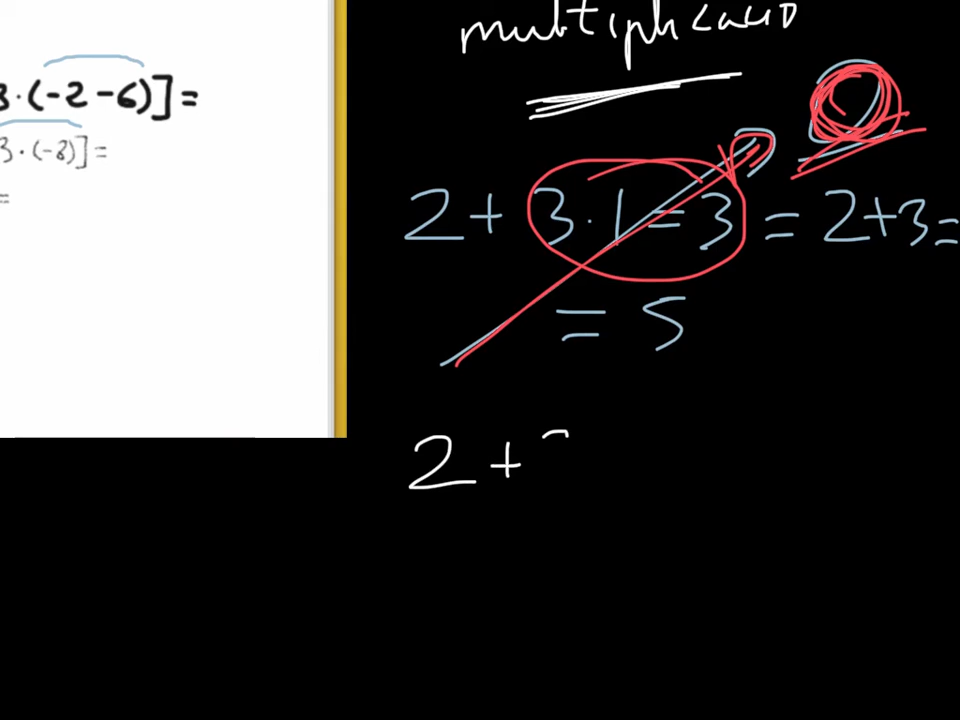 3·(-2-6)]=
3·(-8)]=
=
multiplicació
2+ 3·1=3 = 2+3=
= 5
2+